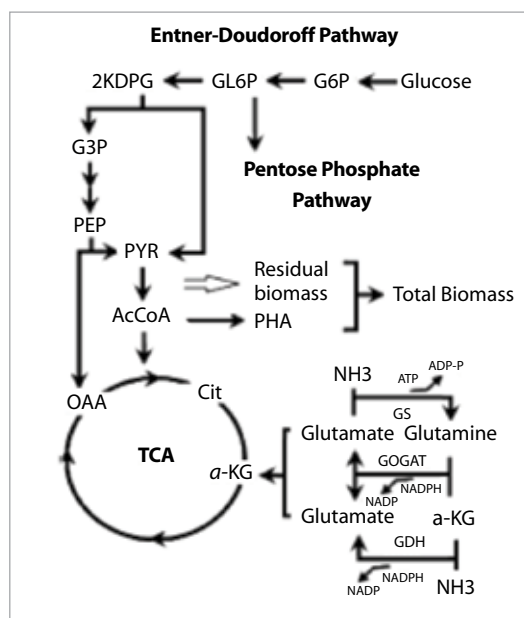 Entner-Doudoroff Pathway
2KDPG GL6P G6P Glucose
G3P
Pentose Phosphate
Pathway
PEP
PYR
Residual
biomass
Total Biomass
AcCoA
PHA
NH3
ATP
ADP-P
OAA
Cit
GS
Glutamate Glutamine
TCA
a-KG
GOGAT
NADP
NADPH
Glutamate
a-KG
GDH
NADP
NADPH
NH3